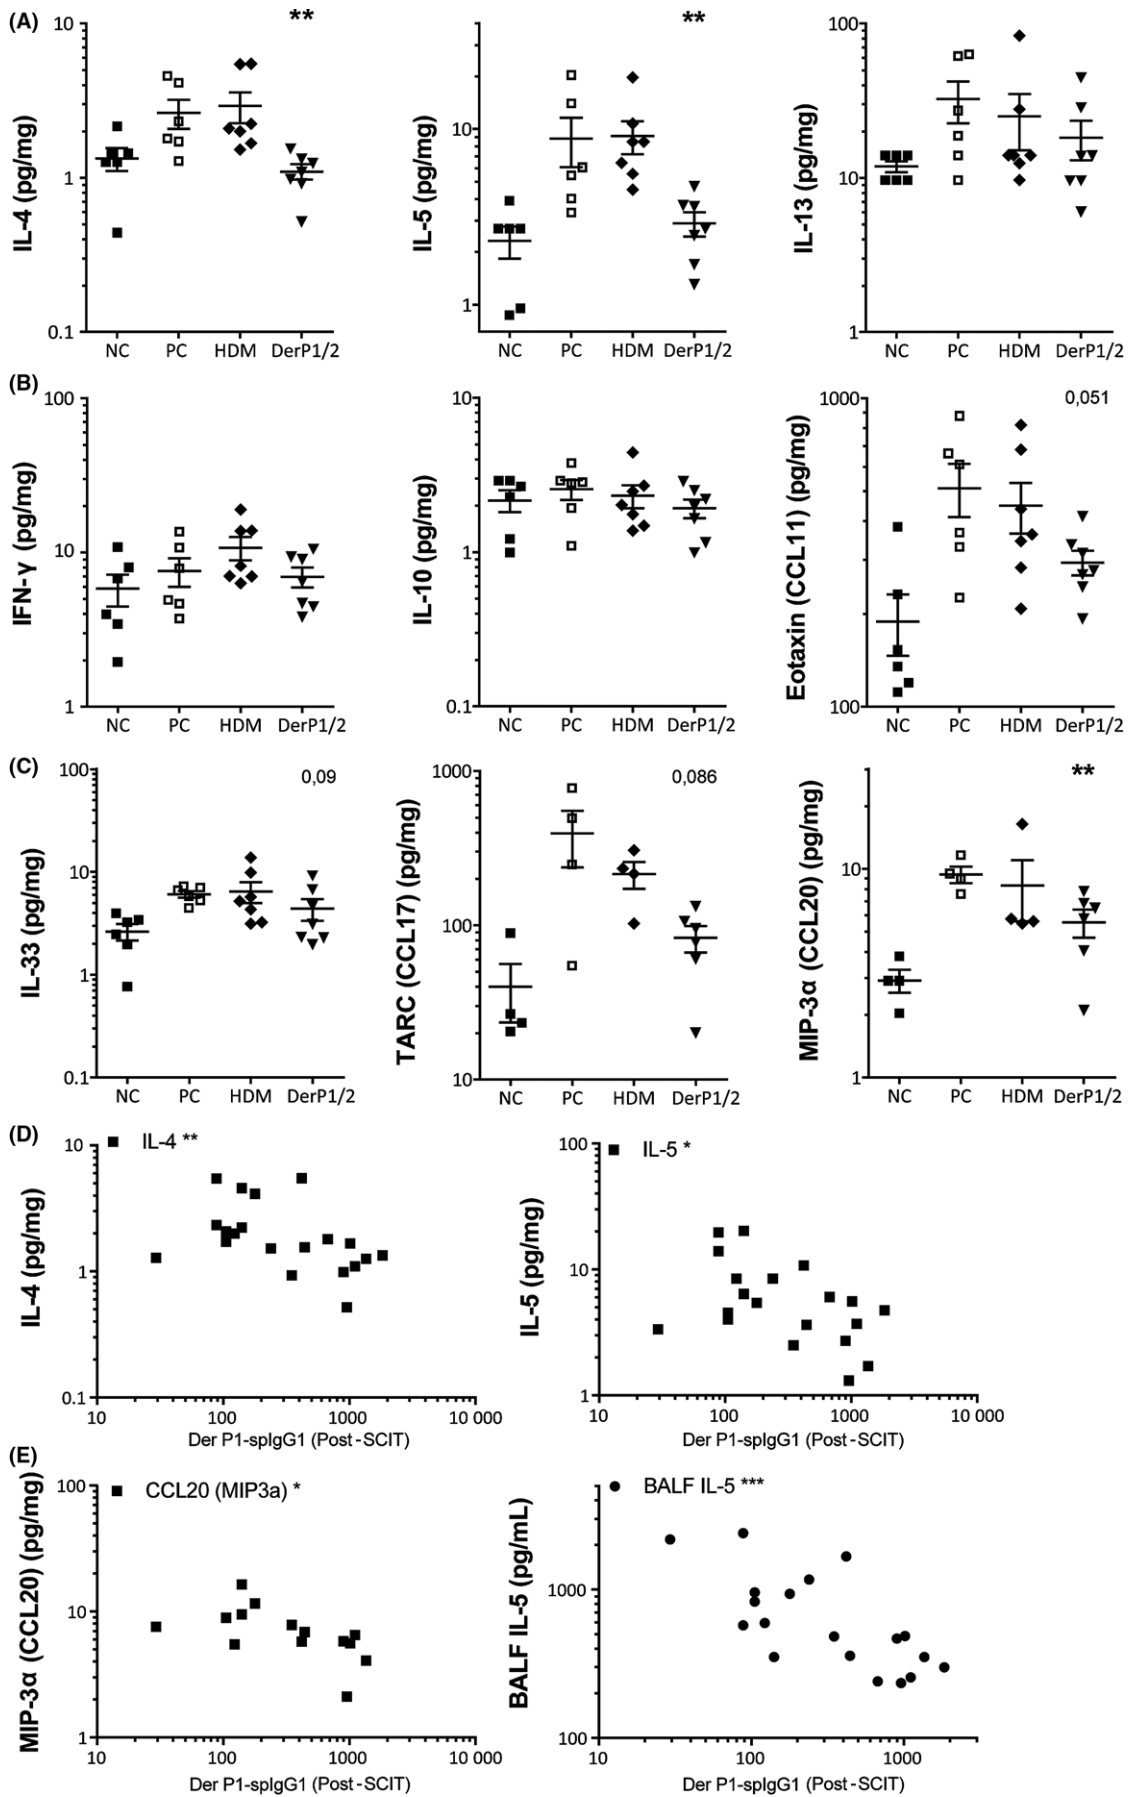 (A)
IL-4 (pg/mg)
10
1
0.1
**
NC PC HDM DerP1/2
IL-5 (pg/mg)
10
1
**
NC PC HDM DerP1/2
IL-13 (pg/mg)
100
10
1
NC PC HDM DerP1/2
(B)
IFN-γ (pg/mg)
100
10
1
NC PC HDM DerP1/2
IL-10 (pg/mg)
10
1
0.1
NC PC HDM DerP1/2
Eotaxin (CCL11) (pg/mg)
1000
100
0,051
NC PC HDM DerP1/2
(C)
IL-33 (pg/mg)
100
10
1
0.1
0,09
NC PC HDM DerP1/2
TARC (CCL17) (pg/mg)
1000
100
10
0,086
NC PC HDM DerP1/2
MIP-3α (CCL20) (pg/mg)
10
1
**
NC PC HDM DerP1/2
(D)
IL-4 (pg/mg)
10
1
0.1
IL-4 **
10 100 1000 10 000
Der P1-spIgG1 (Post-SCIT)
IL-5 (pg/mg)
100
10
1
IL-5 *
10 100 1000 10 000
Der P1-spIgG1 (Post-SCIT)
(E)
MIP-3α (CCL20) (pg/mg)
100
10
1
CCL20 (MIP3a) *
10 100 1000 10 000
Der P1-spIgG1 (Post-SCIT)
BALF IL-5 (pg/mL)
1000
100
BALF IL-5 ***
10 100 1000
Der P1-spIgG1 (Post-SCIT)